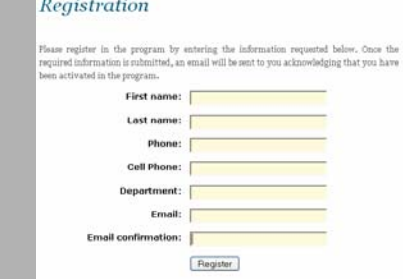 Registration
Please register in the program by entering the information requested below. Once the
required information is submitted, an email will be sent to you acknowledging that you have
been activated in the program.
First name:
Last name:
Phone:
Cell Phone:
Department:
Email:
Email confirmation:
Register